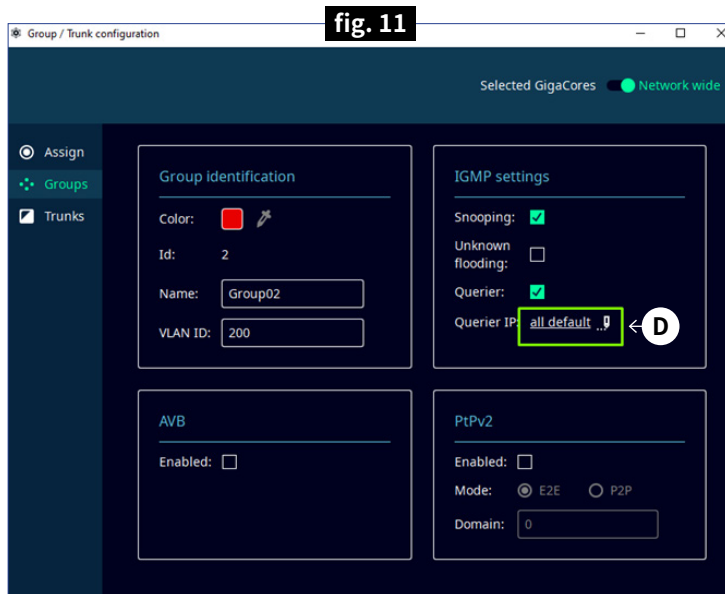 fig. 11
Group / Trunk configuration
Selected GigaCores Network wide
Assign
Groups
Trunks
Group identification
Color:
Id: 2
Name: Group02
VLAN ID: 200
IGMP settings
Snooping:
Unknown
flooding:
Querier:
Querier IP: all default
D
AVB
Enabled:
PtPv2
Enabled:
Mode: E2E P2P
Domain: 0